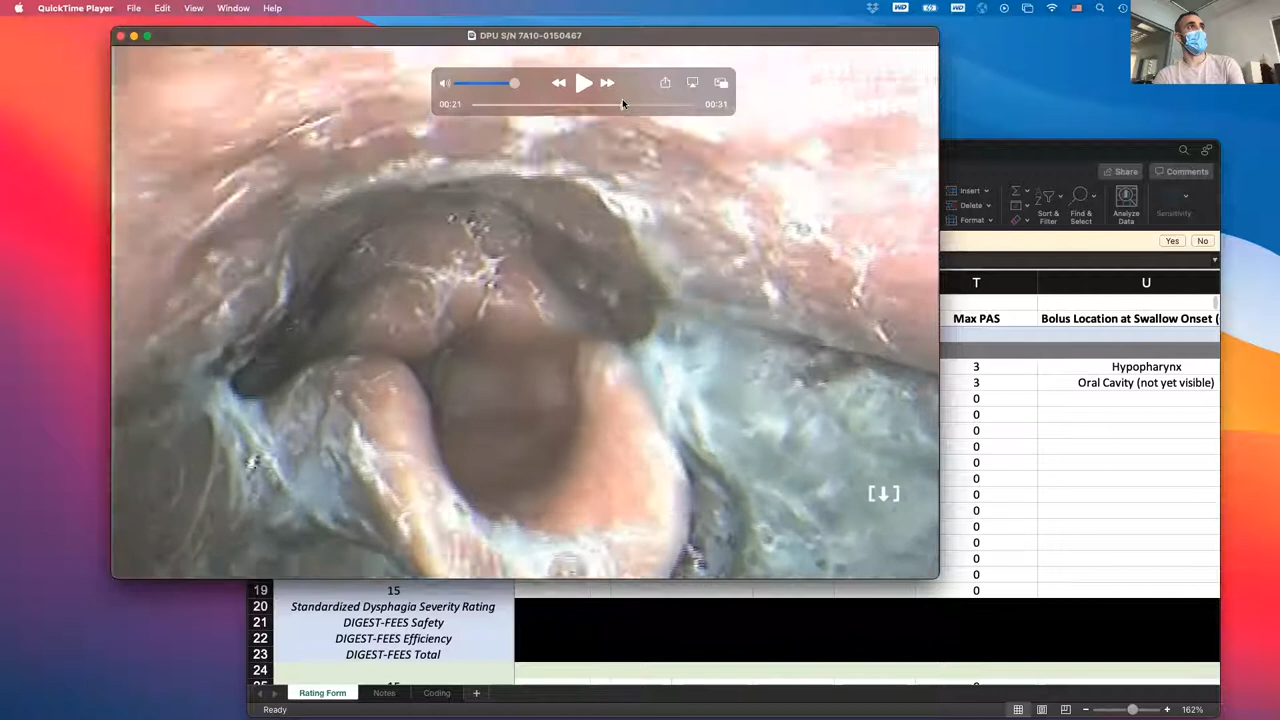 QuickTime Player File Edit View Window Help
DPU S/N 7A10-0150467
00:21 00:31
[↓]
Share Comments
Insert
Delete
Format
Sort &
Filter
Find &
Select
Analyze
Data
Sensitivity
Yes No
T U
Max PAS Bolus Location at Swallow Onset (
3 Hypopharynx
3 Oral Cavity (not yet visible)
0
0
0
0
0
0
0
0
0
0
0
0
19 15 0
20 Standardized Dysphagia Severity Rating
21 DIGEST-FEES Safety
22 DIGEST-FEES Efficiency
23 DIGEST-FEES Total
24
Rating Form Notes Coding +
Ready 162%